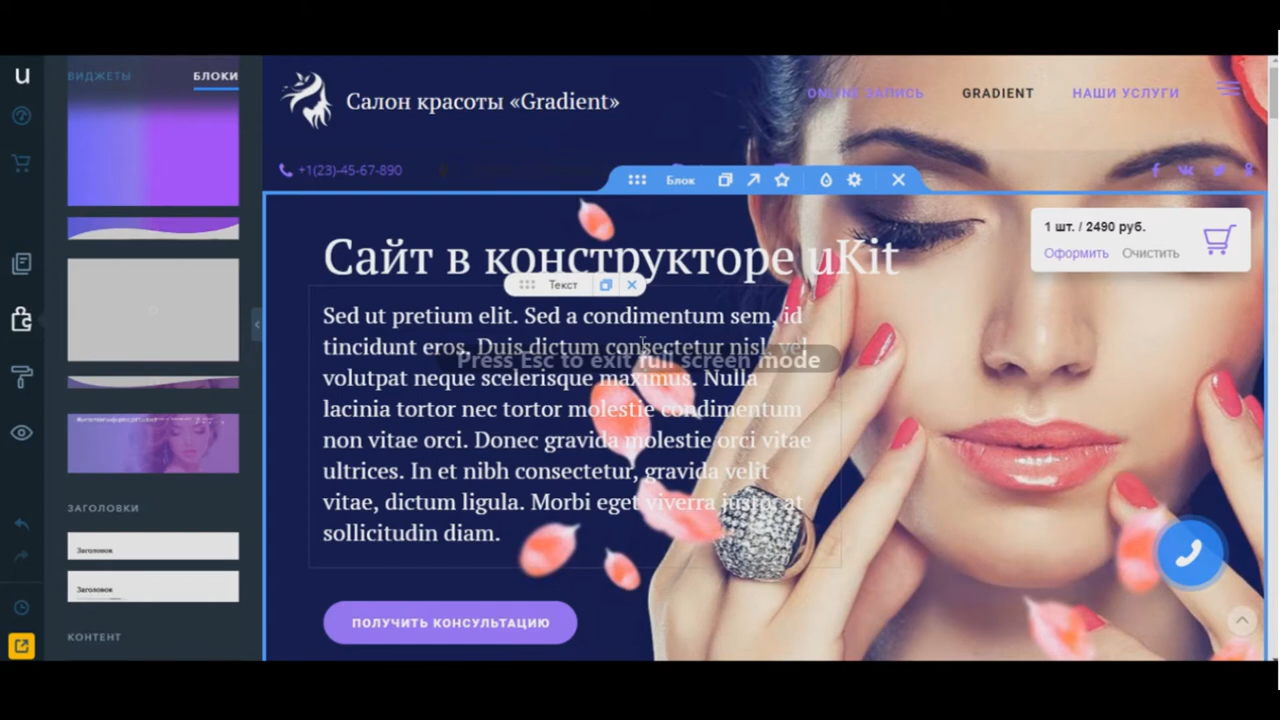 u
ВИДЖЕТЫ
БЛОКИ
Салон красоты «Gradient»
ONLINE ЗАПИСЬ
GRADIENT
НАШИ УСЛУГИ
+1(23)-45-67-890
Блок
1 шт. / 2490 руб.
Оформить Очистить
Сайт в конструкторе uKit
Текст
Sed ut pretium elit. Sed a condimentum sem, id
tincidunt eros. Duis dictum consectetur nisl, vel
Press Esc to exit full screen mode
volutpat neque scelerisque maximus. Nulla
lacinia tortor nec tortor molestie condimentum
non vitae orci. Donec gravida molestie orci vitae
ultrices. In et nibh consectetur, gravida velit
vitae, dictum ligula. Morbi eget viverra justo, at
sollicitudin diam.
ПОЛУЧИТЬ КОНСУЛЬТАЦИЮ
ЗАГОЛОВКИ
Заголовок
Заголовок
КОНТЕНТ